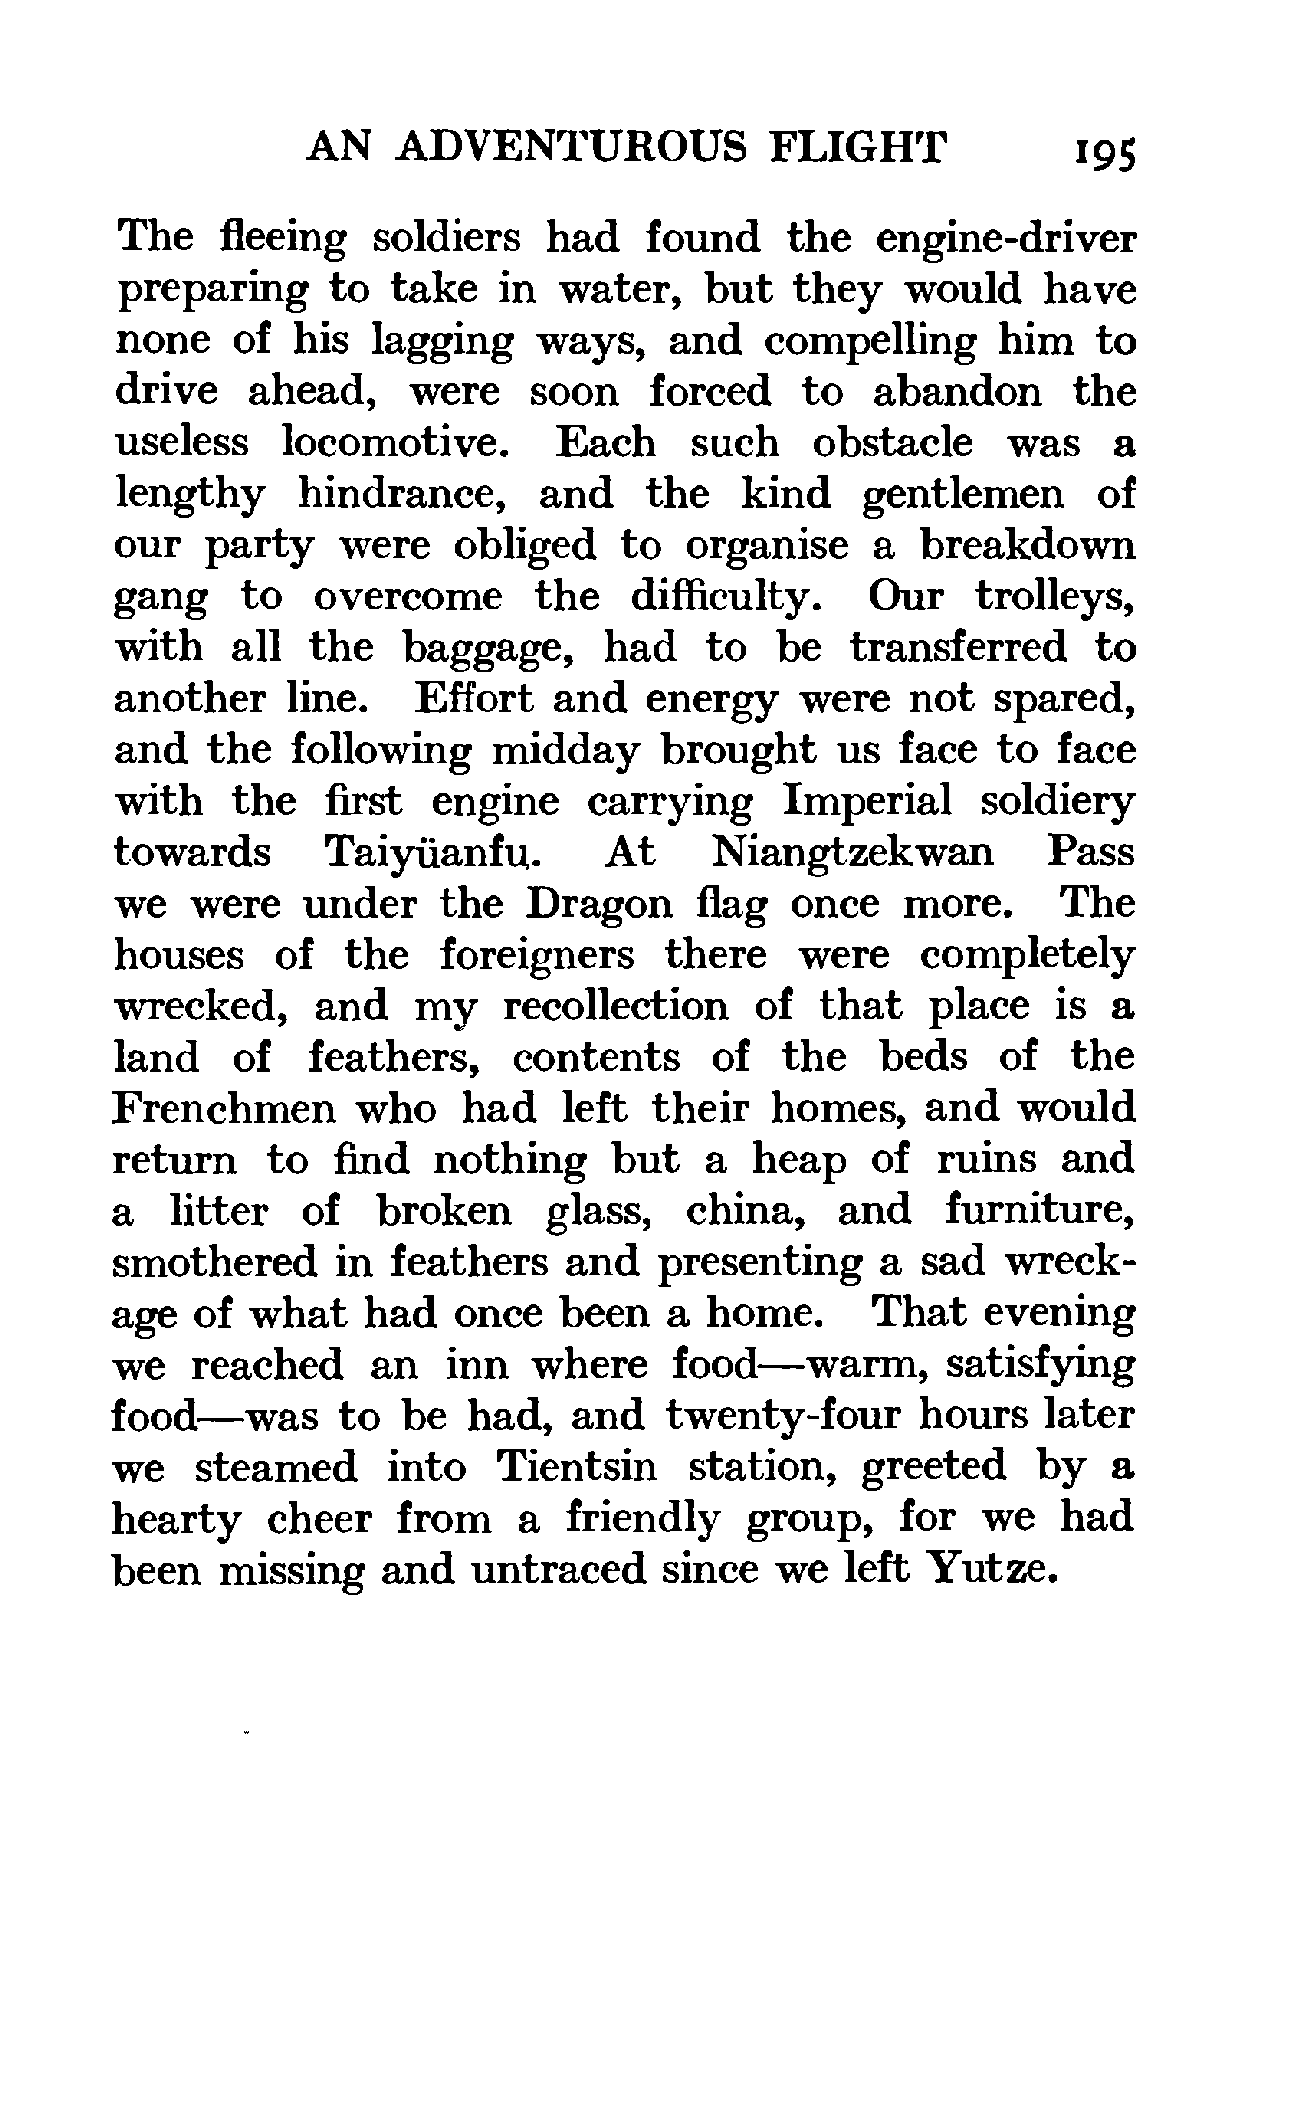 AN ADVENTUROUS FLIGHT 195
The fleeing soldiers had found the engine-driver
preparing to take in water, but they would have
none of his lagging ways, and compelling him to
drive ahead, were soon forced to abandon the
useless locomotive. Each such obstacle was a
lengthy hindrance, and the kind gentlemen of
our party were obliged to organise a breakdown
gang to overcome the difficulty. Our trolleys,
with all the baggage, had to be transferred to
another line. Effort and energy were not spared,
and the following midday brought us face to face
with the first engine carrying Imperial soldiery
towards Taiyüanfu. At Niangtzekwan Pass
we were under the Dragon flag once more. The
houses of the foreigners there were completely
wrecked, and my recollection of that place is a
land of feathers, contents of the beds of the
Frenchmen who had left their homes, and would
return to find nothing but a heap of ruins and
a litter of broken glass, china, and furniture,
smothered in feathers and presenting a sad wreck-
age of what had once been a home. That evening
we reached an inn where food—warm, satisfying
food—was to be had, and twenty-four hours later
we steamed into Tientsin station, greeted by a
hearty cheer from a friendly group, for we had
been missing and untraced since we left Yutze.